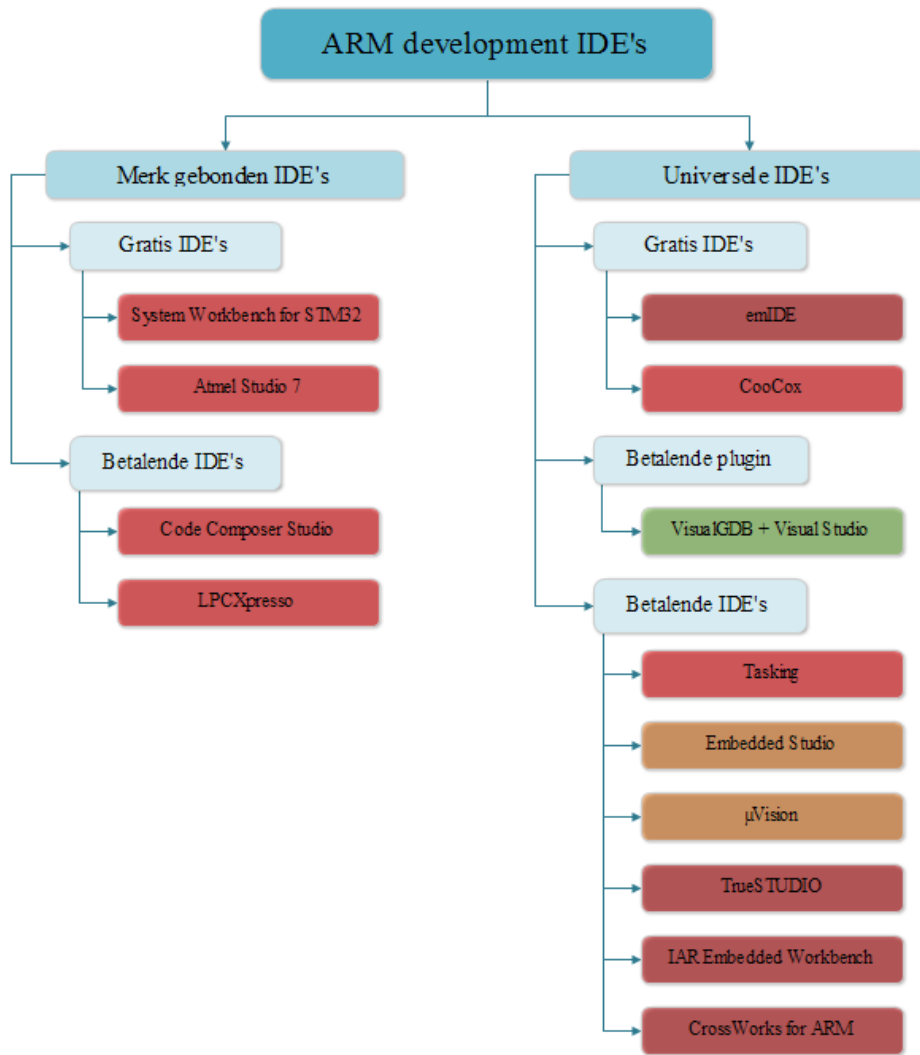 ARM development IDE's
Merk gebonden IDE's
Gratis IDE's
System Workbench for STM32
Atmel Studio 7
Betalende IDE's
Code Composer Studio
LPCXpresso
Universele IDE's
Gratis IDE's
emIDE
CooCox
Betalende plugin
VisualGDB + Visual Studio
Betalende IDE's
Tasking
Embedded Studio
µVision
TrueSTUDIO
IAR Embedded Workbench
CrossWorks for ARM